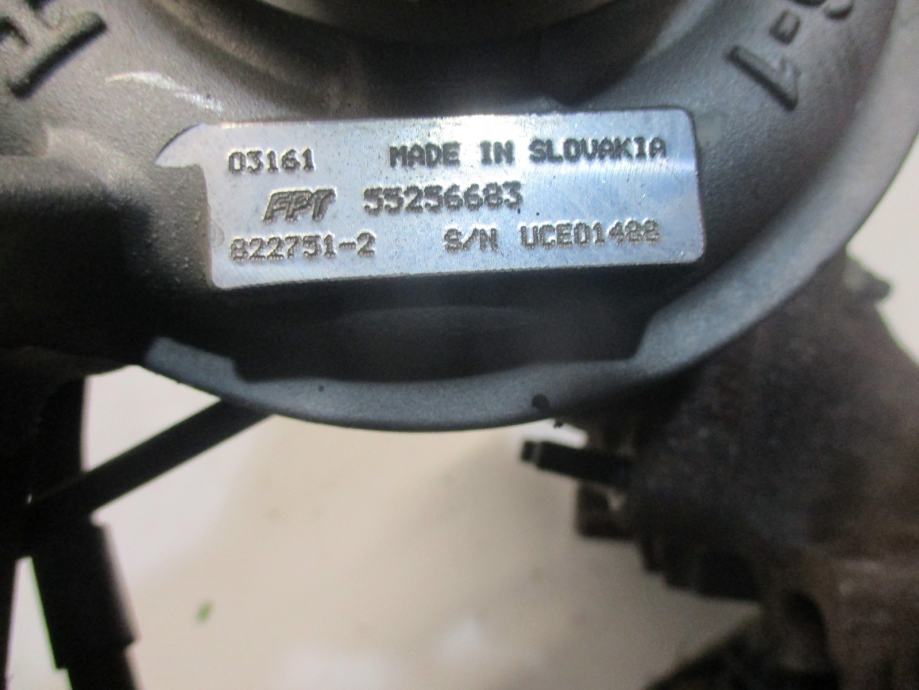 03161 MADE IN SLOVAKIA
FPT 55256683
822751-2 S/N UCE01488